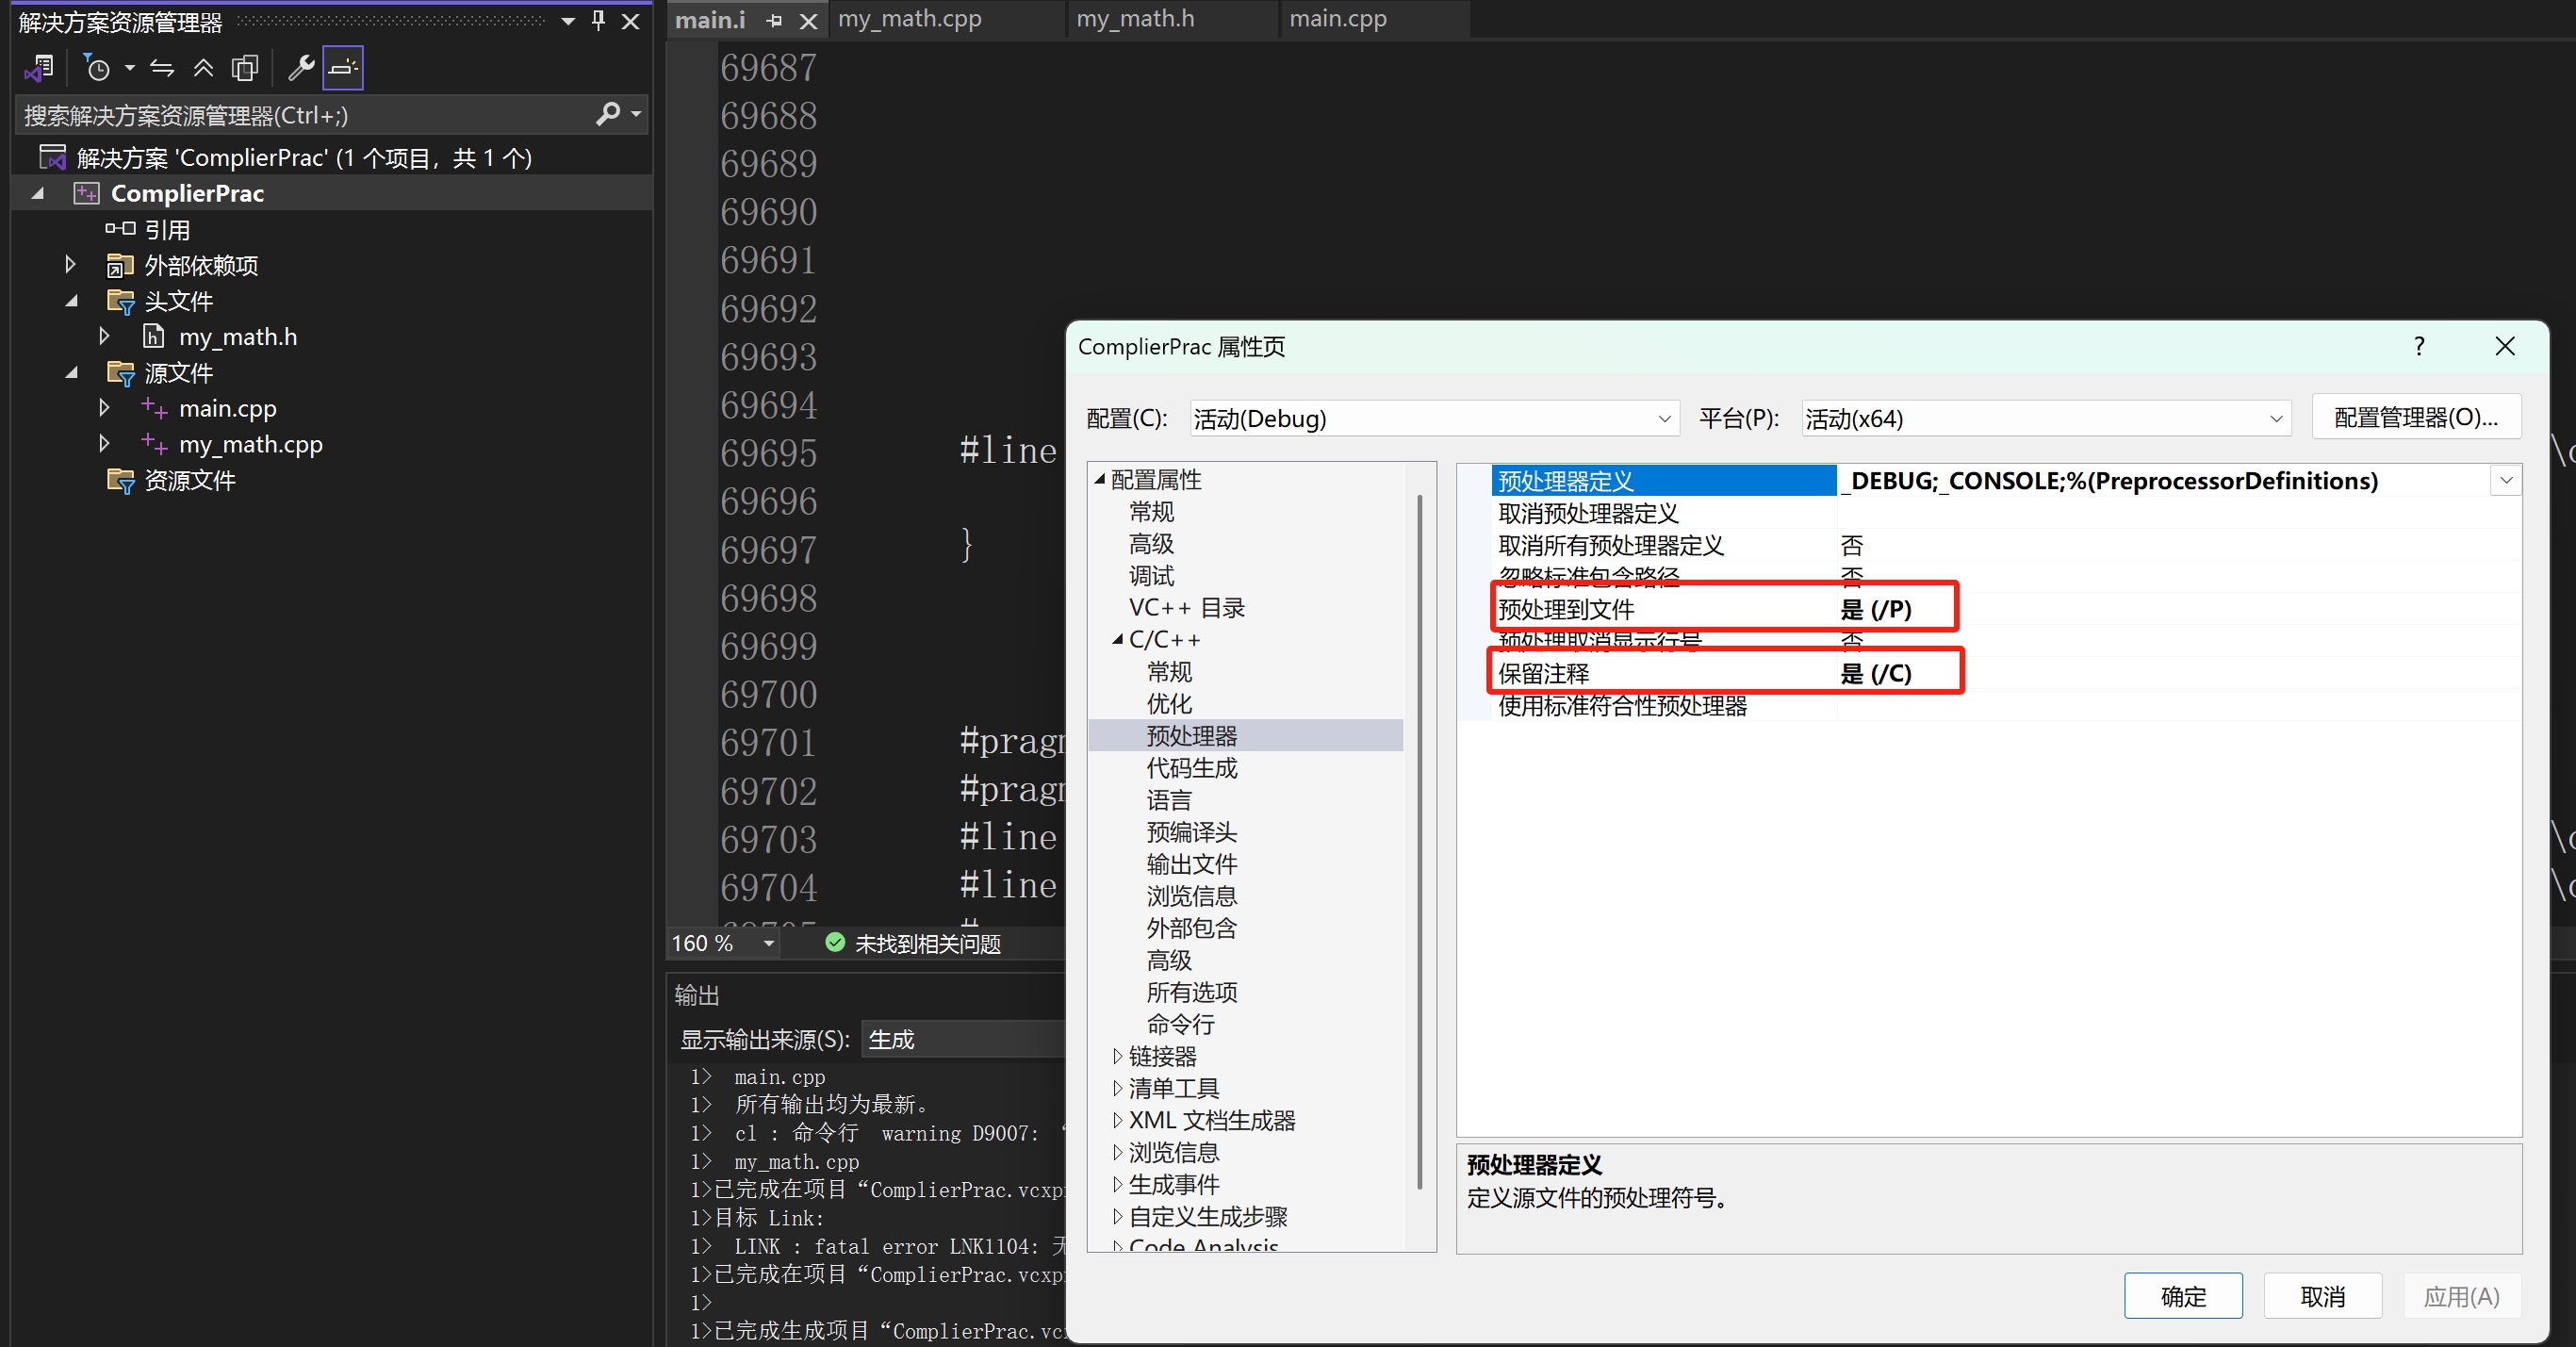 解决方案资源管理器
搜索解决方案资源管理器(Ctrl+;)
解决方案 'ComplierPrac' (1 个项目，共 1 个)
ComplierPrac
引用
外部依赖项
头文件
my_math.h
源文件
main.cpp
my_math.cpp
资源文件
main.i
my_math.cpp
my_math.h
main.cpp
69687
69688
69689
69690
69691
69692
69693
69694
69695 #line
69696
69697 }
69698
69699
69700
69701 #pragm
69702 #pragm
69703 #line
69704 #line
160 %
未找到相关问题
输出
显示输出来源(S): 生成
1> main.cpp
1> 所有输出均为最新。
1> cl : 命令行 warning D9007: “
1> my_math.cpp
1>已完成在项目“ComplierPrac.vcxp
1>目标 Link:
1> LINK : fatal error LNK1104: 无
1>已完成在项目“ComplierPrac.vcxp
1>
1>已完成生成项目“ComplierPrac.vc
ComplierPrac 属性页
?
配置(C): 活动(Debug) 平台(P): 活动(x64) 配置管理器(O)...
配置属性
常规
高级
调试
VC++ 目录
C/C++
常规
优化
预处理器
代码生成
语言
预编译头
输出文件
浏览信息
外部包含
高级
所有选项
命令行
链接器
清单工具
XML 文档生成器
浏览信息
生成事件
自定义生成步骤
Code Analysis
预处理器定义 _DEBUG;_CONSOLE;%(PreprocessorDefinitions)
取消预处理器定义
取消所有预处理器定义 否
忽略标准包含路径 否
预处理到文件 是 (/P)
预处理取消显示行号 否
保留注释 是 (/C)
使用标准符合性预处理器
预处理器定义
定义源文件的预处理符号。
确定 取消 应用(A)